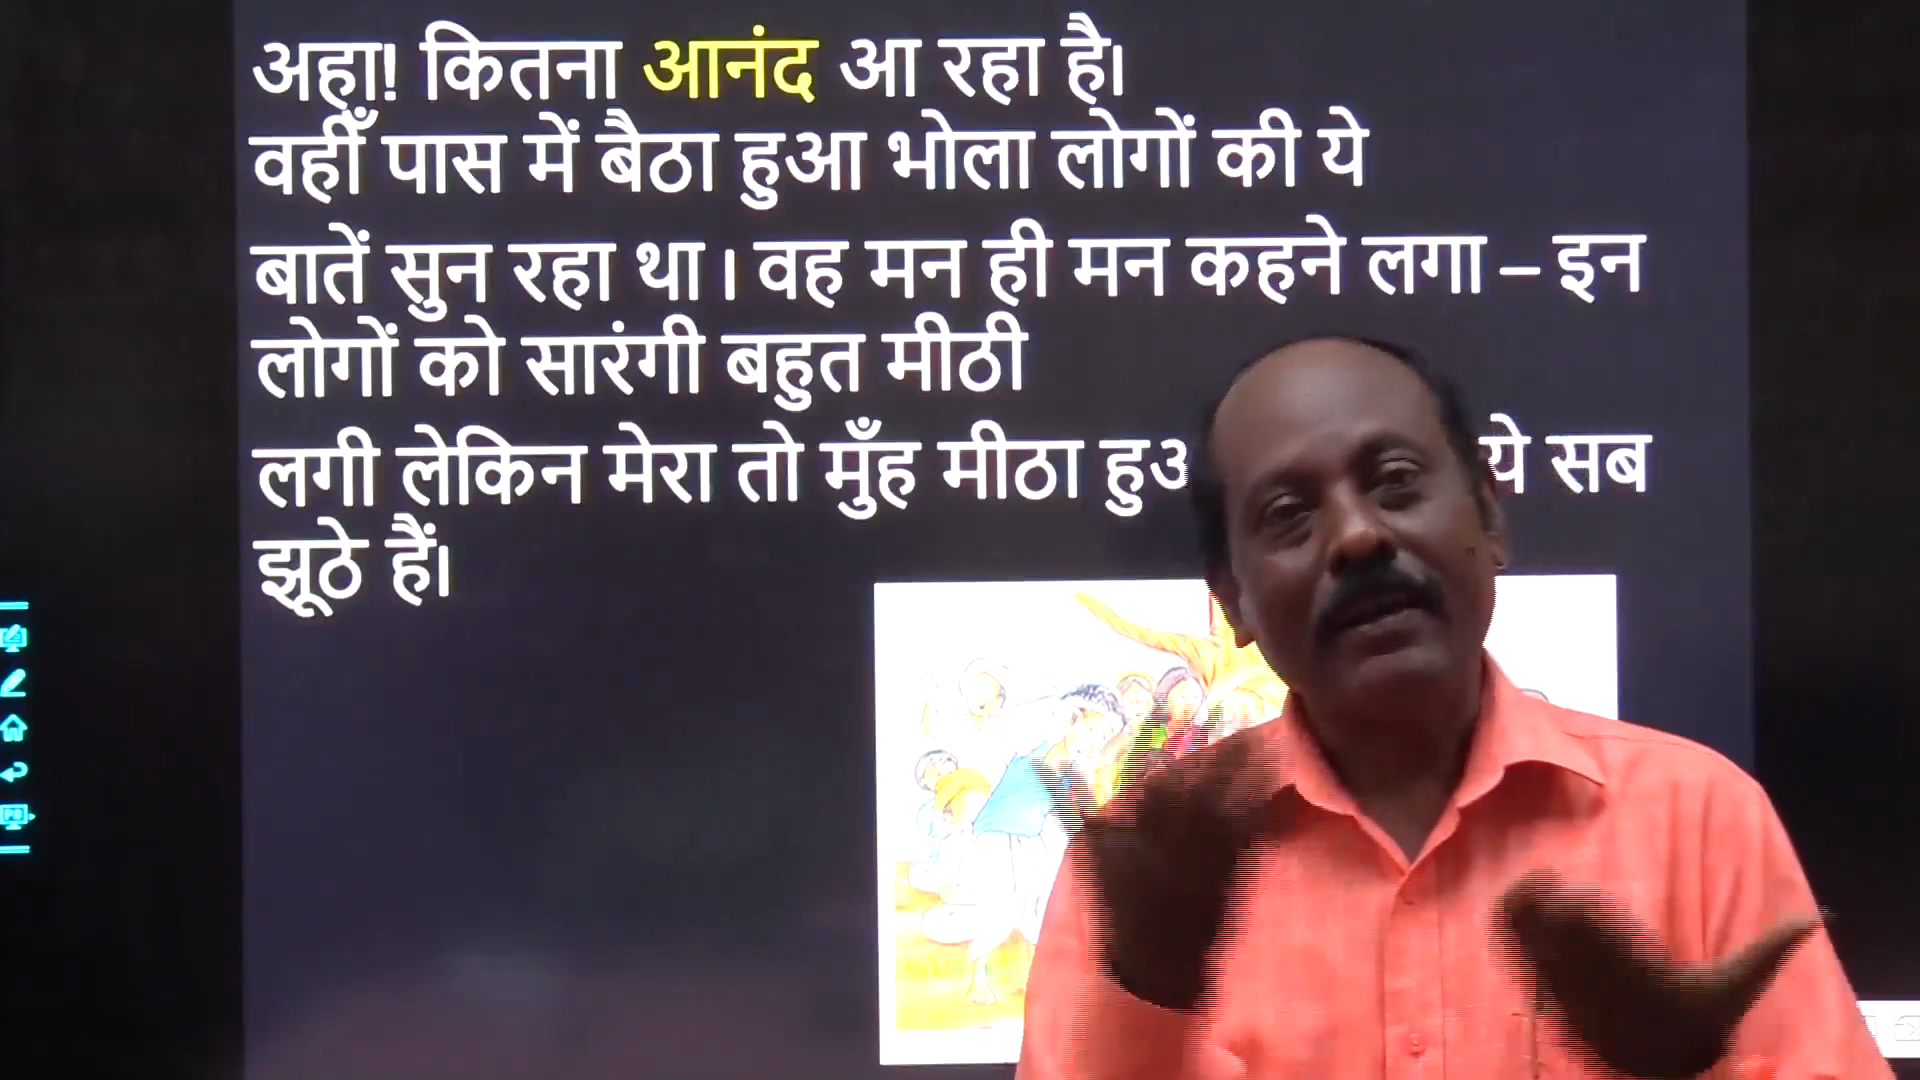 अहा! कितना आनंद आ रहा है।
वहीँ पास में बैठा हुआ भोला लोगों की ये
बातें सुन रहा था। वह मन ही मन कहने लगा – इन
लोगों को सारंगी बहुत मीठी
लगी लेकिन मेरा तो मुँह मीठा ये सब
झूठे हैं।